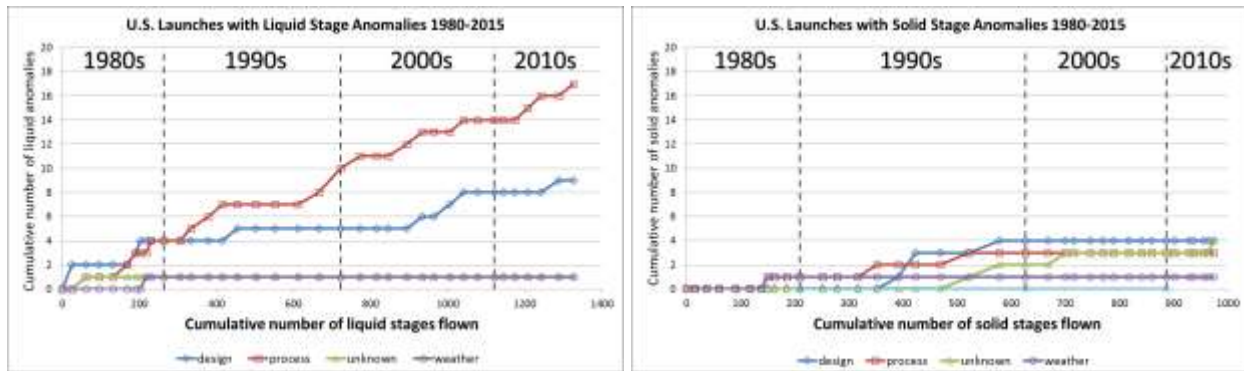 U.S. Launches with Liquid Stage Anomalies 1980-2015
1980s 1990s 2000s 2010s
Cumulative number of liquid anomalies
20
18
16
14
12
10
8
6
4
2
0
0 200 400 600 800 1000 1200 1400
Cumulative number of liquid stages flown
design process unknown weather
U.S. Launches with Solid Stage Anomalies 1980-2015
1980s 1990s 2000s 2010s
Cumulative number of solid anomalies
20
18
16
14
12
10
8
6
4
2
0
0 100 200 300 400 500 600 700 800 900 1000
Cumulative number of solid stages flown
design process unknown weather